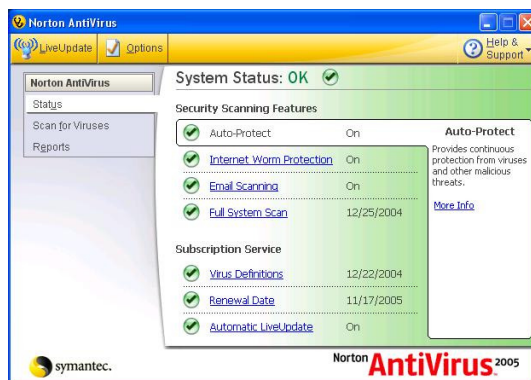 Norton AntiVirus
LiveUpdate Options Help & Support
Norton AntiVirus
Status
Scan for Viruses
Reports
System Status: OK
Security Scanning Features
Auto-Protect On
Internet Worm Protection On
Email Scanning On
Full System Scan 12/25/2004
Subscription Service
Virus Definitions 12/22/2004
Renewal Date 11/17/2005
Automatic LiveUpdate On
Auto-Protect
Provides continuous
protection from viruses
and other malicious
threats.
More Info
symantec.
Norton AntiVirus 2005